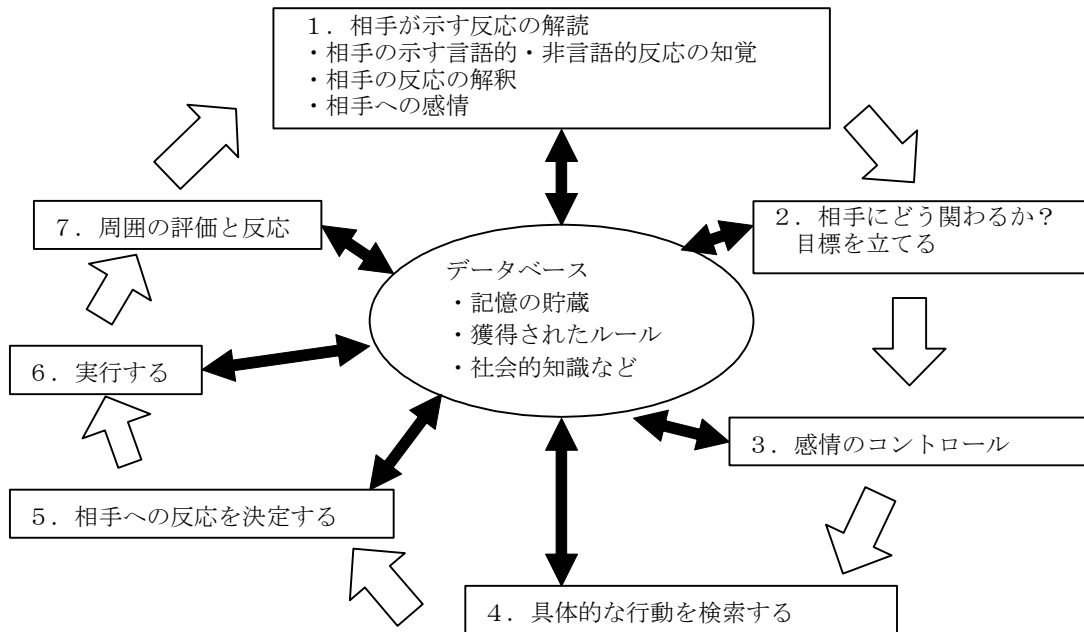 １．相手が示す反応の解読
・相手の示す言語的・非言語的反応の知覚
・相手の反応の解釈
・相手への感情
２．相手にどう関わるか？
目標を立てる
３．感情のコントロール
４．具体的な行動を検索する
５．相手への反応を決定する
６．実行する
７．周囲の評価と反応
データベース
・記憶の貯蔵
・獲得されたルール
・社会的知識など